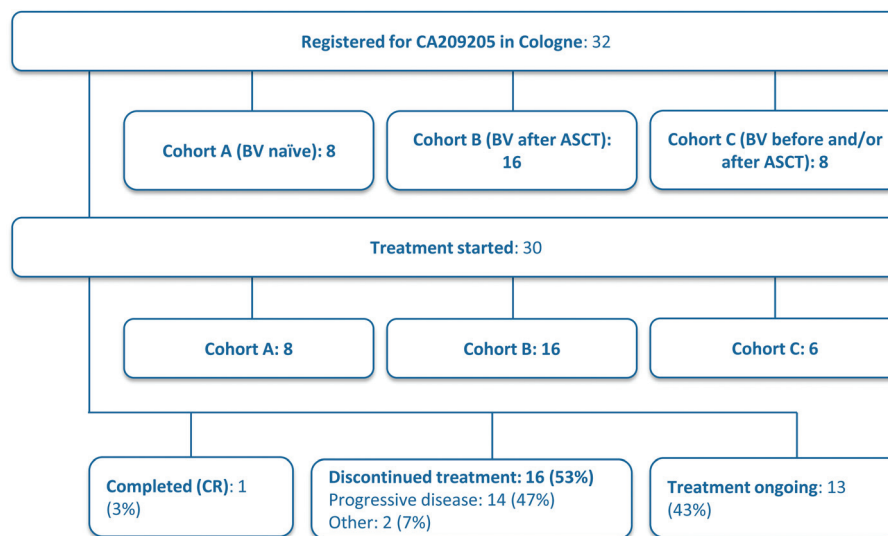 Registered for CA209205 in Cologne: 32
Cohort A (BV naïve): 8
Cohort B (BV after ASCT):
16
Cohort C (BV before and/or
after ASCT): 8
Treatment started: 30
Cohort A: 8
Cohort B: 16
Cohort C: 6
Completed (CR): 1
(3%)
Discontinued treatment: 16 (53%)
Progressive disease: 14 (47%)
Other: 2 (7%)
Treatment ongoing: 13
(43%)